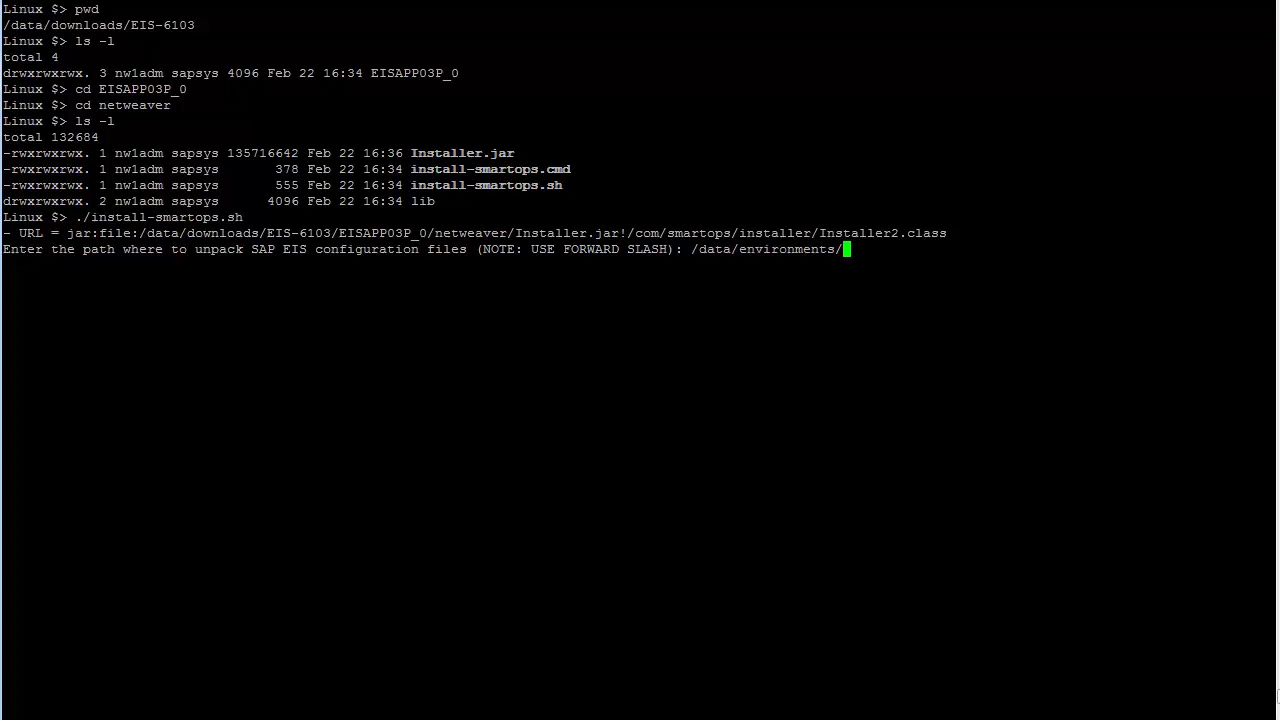 Linux $> pwd
/data/downloads/EIS-6103
Linux $> ls -l
total 4
drwxrwxrwx. 3 nw1adm sapsys 4096 Feb 22 16:34 EISAPP03P_0
Linux $> cd EISAPP03P_0
Linux $> cd netweaver
Linux $> ls -l
total 132684
-rwxrwxrwx. 1 nw1adm sapsys 135716642 Feb 22 16:36 Installer.jar
-rwxrwxrwx. 1 nw1adm sapsys       378 Feb 22 16:34 install-smartops.cmd
-rwxrwxrwx. 1 nw1adm sapsys       555 Feb 22 16:34 install-smartops.sh
drwxrwxrwx. 2 nw1adm sapsys      4096 Feb 22 16:34 lib
Linux $> ./install-smartops.sh
- URL = jar:file:/data/downloads/EIS-6103/EISAPP03P_0/netweaver/Installer.jar!/com/smartops/installer/Installer2.class
Enter the path where to unpack SAP EIS configuration files (NOTE: USE FORWARD SLASH): /data/environments/